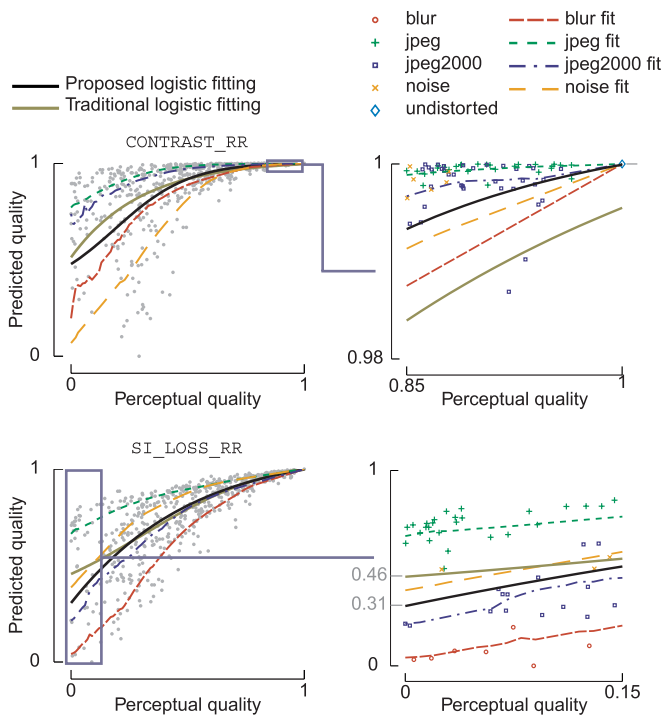 blur
jpeg
jpeg2000
noise
undistorted
blur fit
jpeg fit
jpeg2000 fit
noise fit
Proposed logistic fitting
Traditional logistic fitting
CONTRAST_RR
Predicted quality
1
0
0
1
Perceptual quality
1
0.98
0.85
1
Perceptual quality
SI_LOSS_RR
Predicted quality
1
0
0
1
Perceptual quality
1
0.46
0.31
0
0
0.15
Perceptual quality